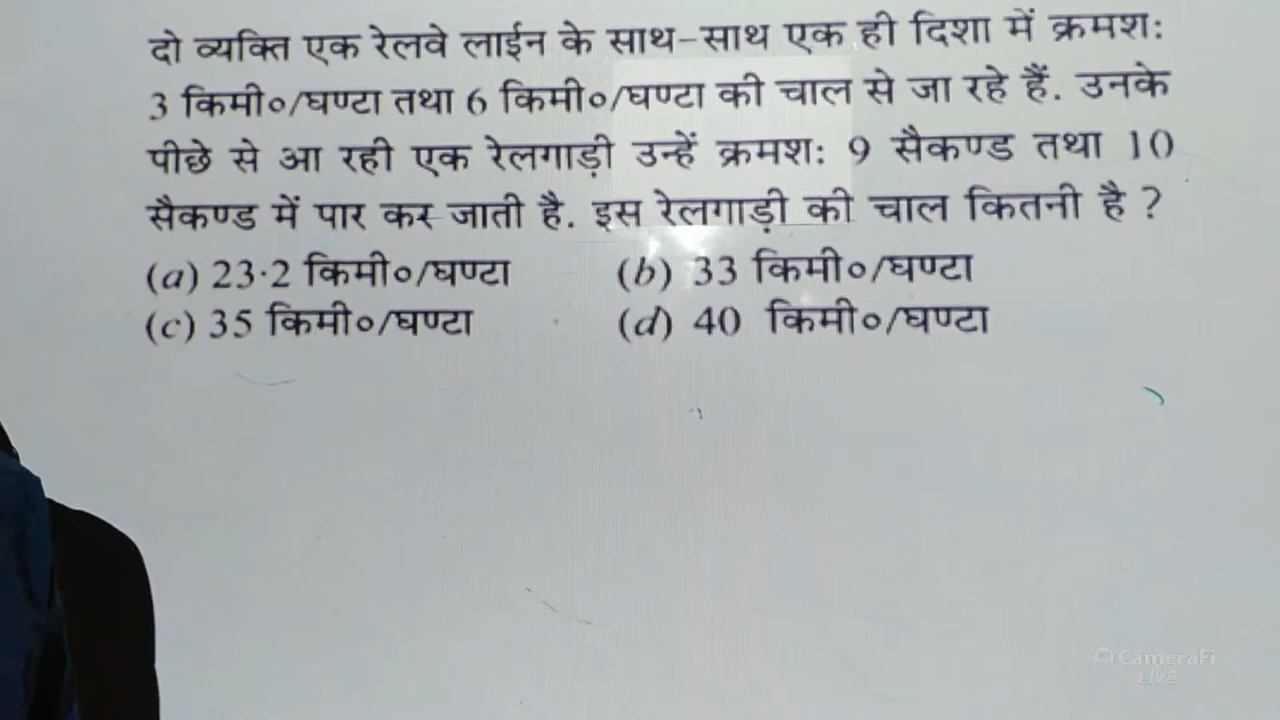 दो व्यक्ति एक रेलवे लाईन के साथ-साथ एक ही दिशा में क्रमश:
3 किमी०/घण्टा तथा 6 किमी०/घण्टा की चाल से जा रहे हैं. उनके
पीछे से आ रही एक रेलगाड़ी उन्हें क्रमश: 9 सैकण्ड तथा 10
सैकण्ड में पार कर जाती है. इस रेलगाड़ी की चाल कितनी है ?
(a) 23·2 किमी०/घण्टा (b) 33 किमी०/घण्टा
(c) 35 किमी०/घण्टा (d) 40 किमी०/घण्टा
CameraFi
LIVE